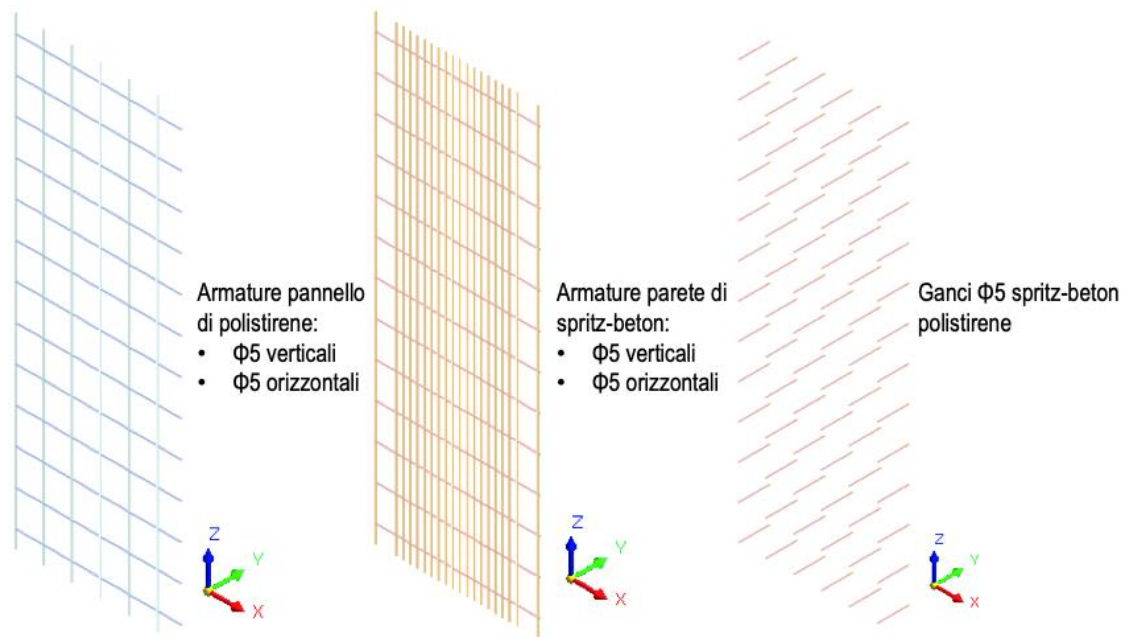 Armature pannello
di polistirene:
• Φ5 verticali
• Φ5 orizzontali
Armature parete di
spritz-beton:
• Φ5 verticali
• Φ5 orizzontali
Ganci Φ5 spritz-beton
polistirene
Z
Y
X
Z
Y
X
Z
Y
X